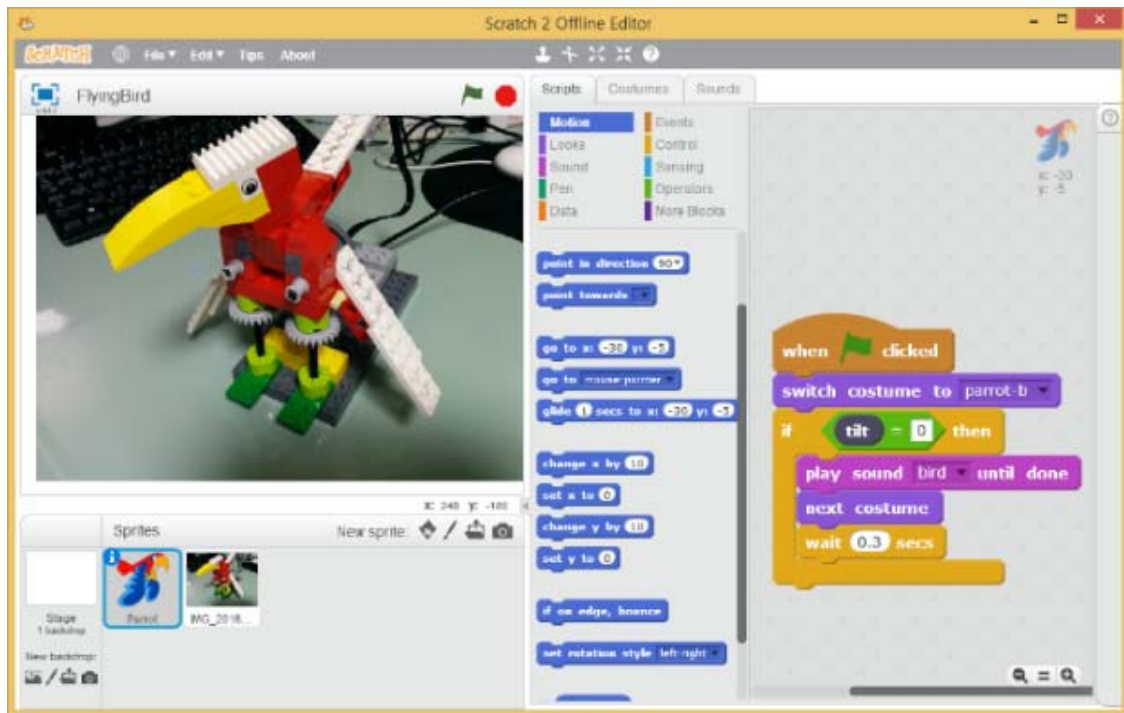 Scratch 2 Offline Editor
SCRATCH File Edit Tips About
FlyingBird
Scripts Costumes Sounds
Motion Events
Looks Control
Sound Sensing
Pen Operators
Data More Blocks
x: -20
y: -5
point in direction 90
point towards
go to x: -30 y: -5
go to mouse-pointer
glide 1 secs to x: -30 y: -5
change x by 10
set x to 0
change y by 10
set y to 0
if on edge, bounce
set rotation style left-right
when clicked
switch costume to parrot-b
if tilt = 0 then
play sound bird until done
next costume
wait 0.3 secs
x: 240 y: -180
Sprites New sprite:
Stage
1 backdrop
New backdrop:
Parrot
IMG_2018...